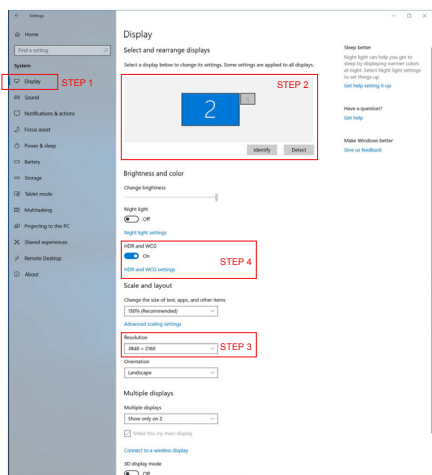 Settings
Home
Find a setting
System
Display
STEP 1
Sound
Notifications & actions
Focus assist
Power & sleep
Battery
Storage
Tablet mode
Multitasking
Projecting to this PC
Shared experiences
Remote Desktop
About
Display
Select and rearrange displays
Select a display below to change its settings. Some settings are applied to all displays.
STEP 2
2
1
Identify
Detect
Brightness and color
Change brightness
Night light
Off
Night light settings
HDR and WCG
On
STEP 4
HDR and WCG settings
Scale and layout
Change the size of text, apps, and other items
150% (Recommended)
Advanced scaling settings
Resolution
3840 × 2160
STEP 3
Orientation
Landscape
Multiple displays
Multiple displays
Show only on 2
Make this my main display
Connect to a wireless display
3D display mode
Off
Sleep better
Night light can help you get to
sleep by displaying warmer colors
at night. Select Night light settings
to set things up.
Get help setting it up
Have a question?
Get help
Make Windows better
Give us feedback